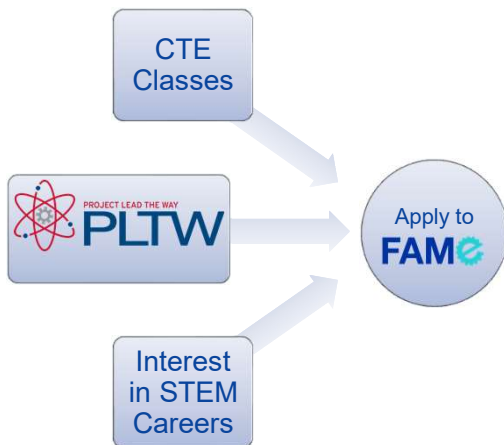 CTE
Classes
PROJECT LEAD THE WAY
PLTW
Apply to
FAMe
Interest
in STEM
Careers